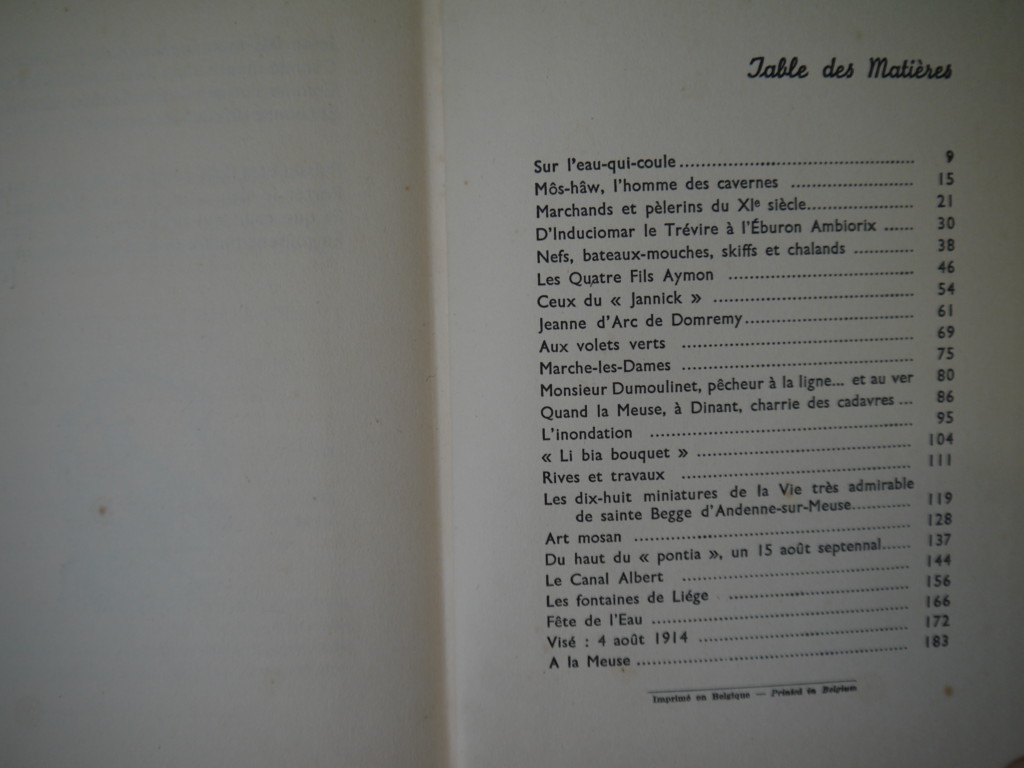 Table des Matières
Sur l'eau-qui-coule ........ 9
Môs-hâw, l'homme des cavernes ........ 15
Marchands et pèlerins du XIe siècle........ 21
D'Induciomar le Trévire à l'Éburon Ambiorix ...... 30
Nefs, bateaux-mouches, skiffs et chalands ........ 38
Les Quatre Fils Aymon ........ 46
Ceux du « Jannick » ........ 54
Jeanne d'Arc de Domremy........ 61
Aux volets verts ........ 69
Marche-les-Dames ........ 75
Monsieur Dumoulinet, pêcheur à la ligne... et au ver 80
Quand la Meuse, à Dinant, charrie des cadavres ... 86
L'inondation ........ 95
« Li bia bouquet » ........ 104
Rives et travaux ........ 111
Les dix-huit miniatures de la Vie très admirable
de sainte Begge d'Andenne-sur-Meuse........ 119
Art mosan ........ 128
Du haut du « pontia », un 15 août septennal...... 137
Le Canal Albert ........ 144
Les fontaines de Liége ........ 156
Fête de l'Eau ........ 166
Visé : 4 août 1914 ........ 172
A la Meuse ........ 183
Imprimé en Belgique — Printed in Belgium